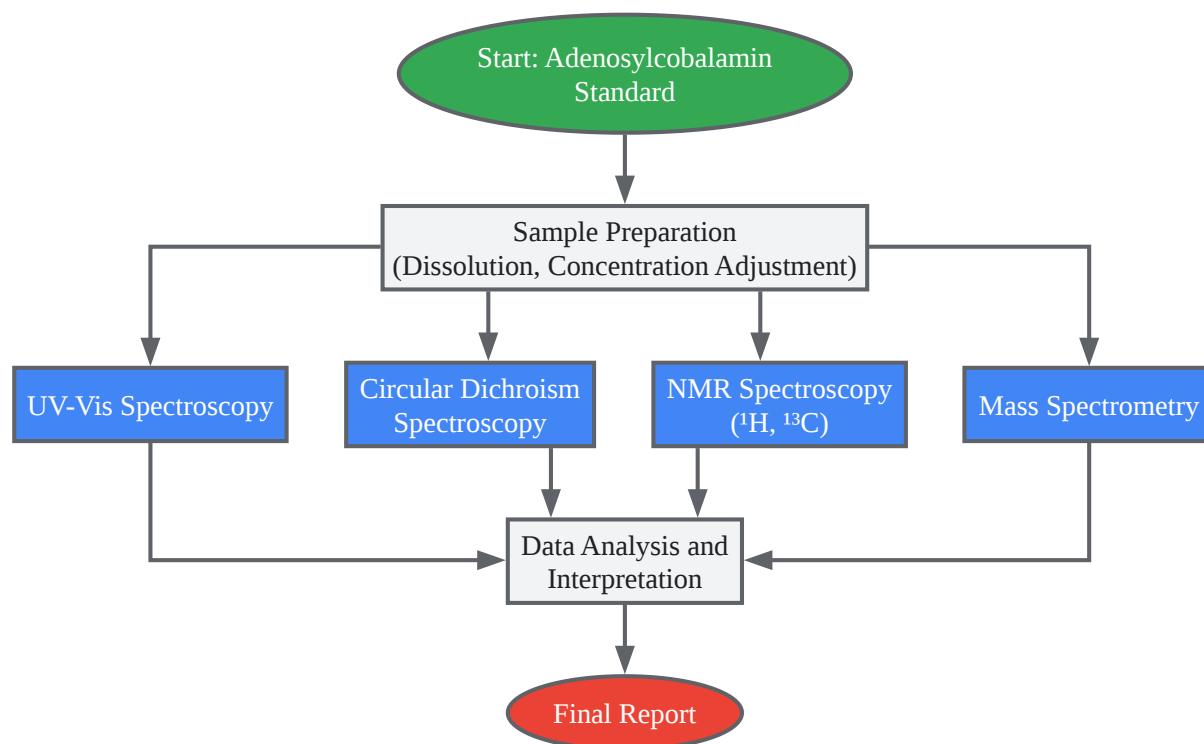 Start: Adenosylcobalamin
Standard
Sample Preparation
(Dissolution, Concentration Adjustment)
UV-Vis Spectroscopy
Circular Dichroism
Spectroscopy
NMR Spectroscopy
(¹H, ¹³C)
Mass Spectrometry
Data Analysis and
Interpretation
Final Report